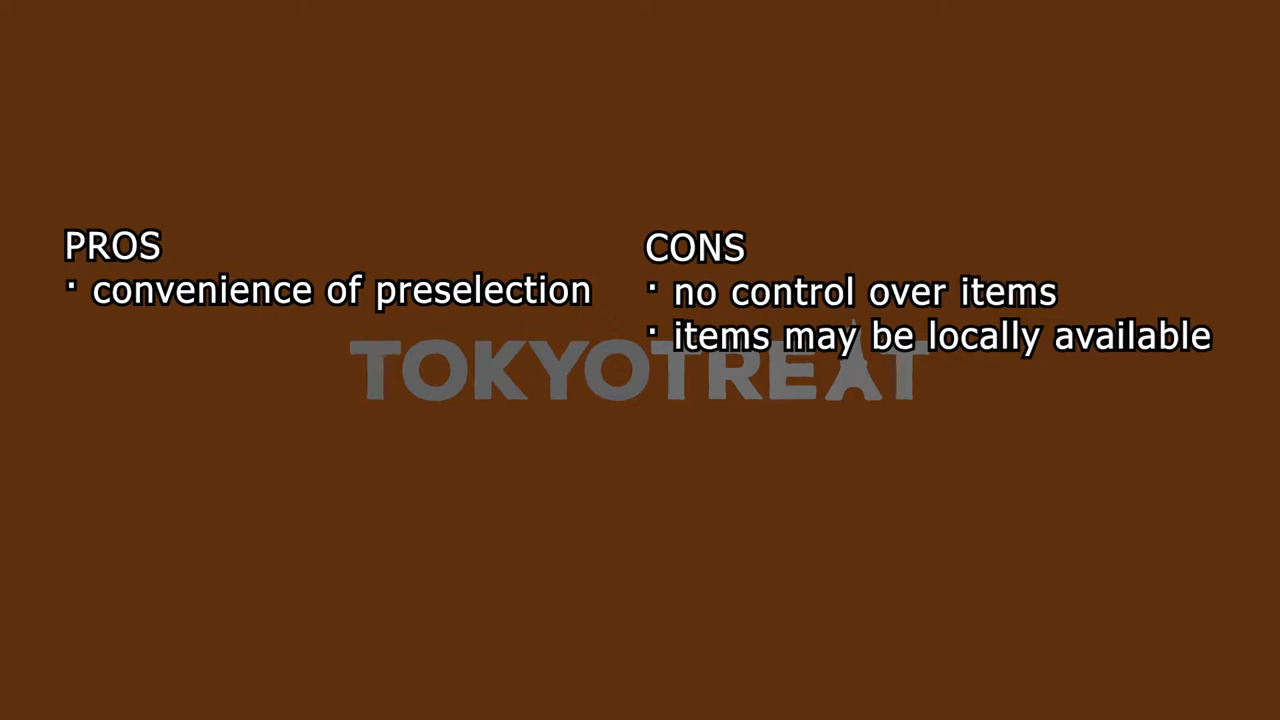 PROS
· convenience of preselection
CONS
· no control over items
· items may be locally available
TOKYOTREAT